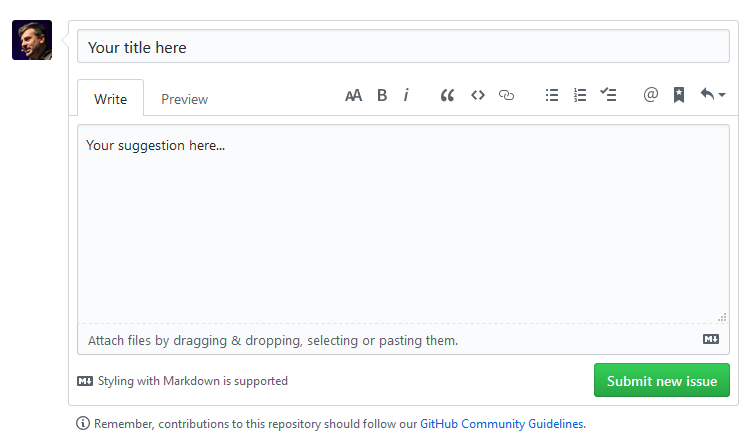 Your title here
Write Preview AA B i @
Your suggestion here...
Attach files by dragging & dropping, selecting or pasting them.
Styling with Markdown is supported Submit new issue
Remember, contributions to this repository should follow our GitHub Community Guidelines.